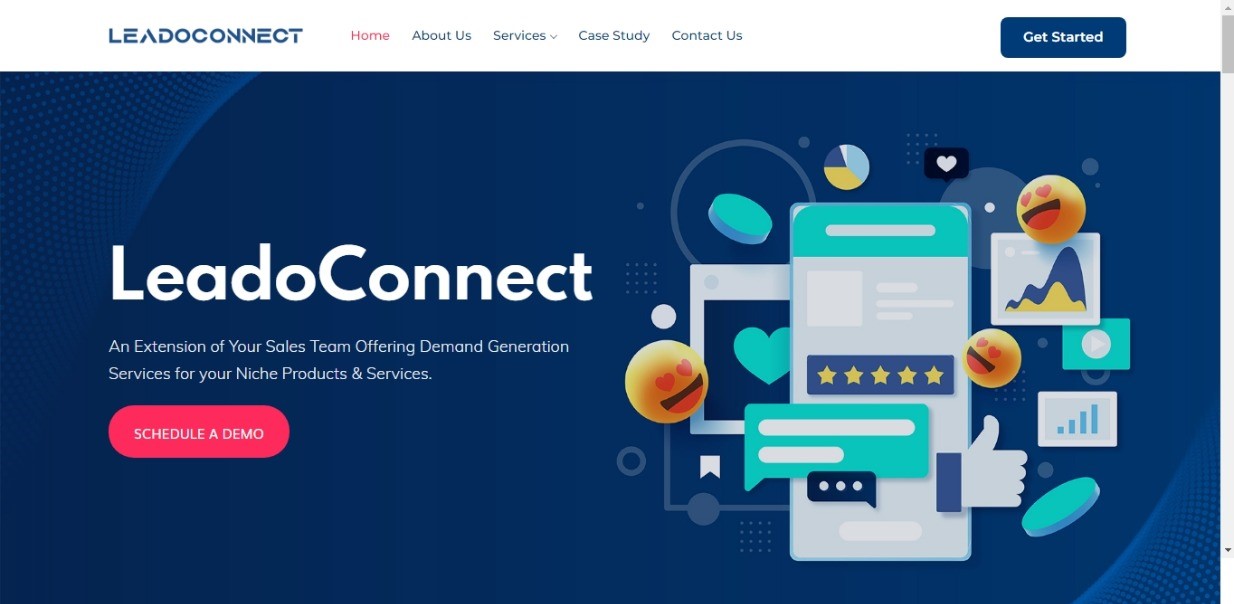 LEADOCONNECT
Home About Us Services Case Study Contact Us
Get Started
LeadoConnect
An Extension of Your Sales Team Offering Demand Generation
Services for your Niche Products & Services.
SCHEDULE A DEMO